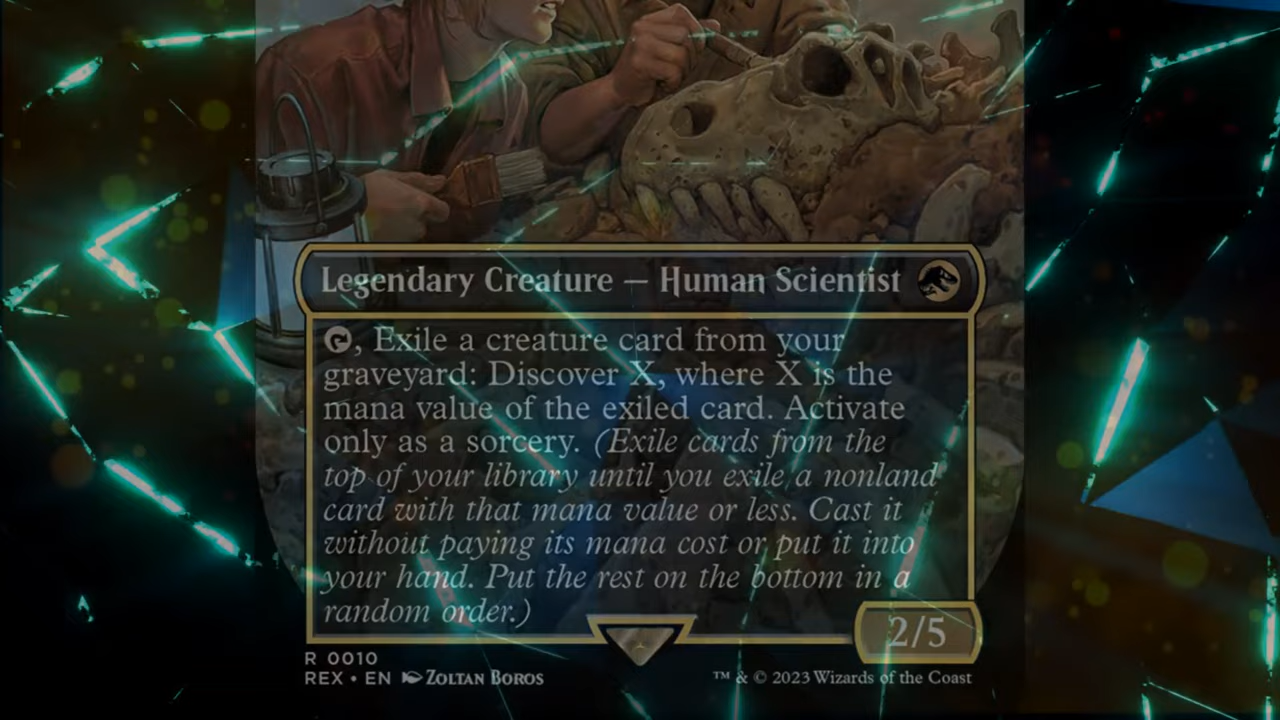 Legendary Creature — Human Scientist
, Exile a creature card from your
graveyard: Discover X, where X is the
mana value of the exiled card. Activate
only as a sorcery. (Exile cards from the
top of your library until you exile a nonland
card with that mana value or less. Cast it
without paying its mana cost or put it into
your hand. Put the rest on the bottom in a
random order.)
2/5
R 0010
REX • EN Zoltan Boros
™ & © 2023 Wizards of the Coast